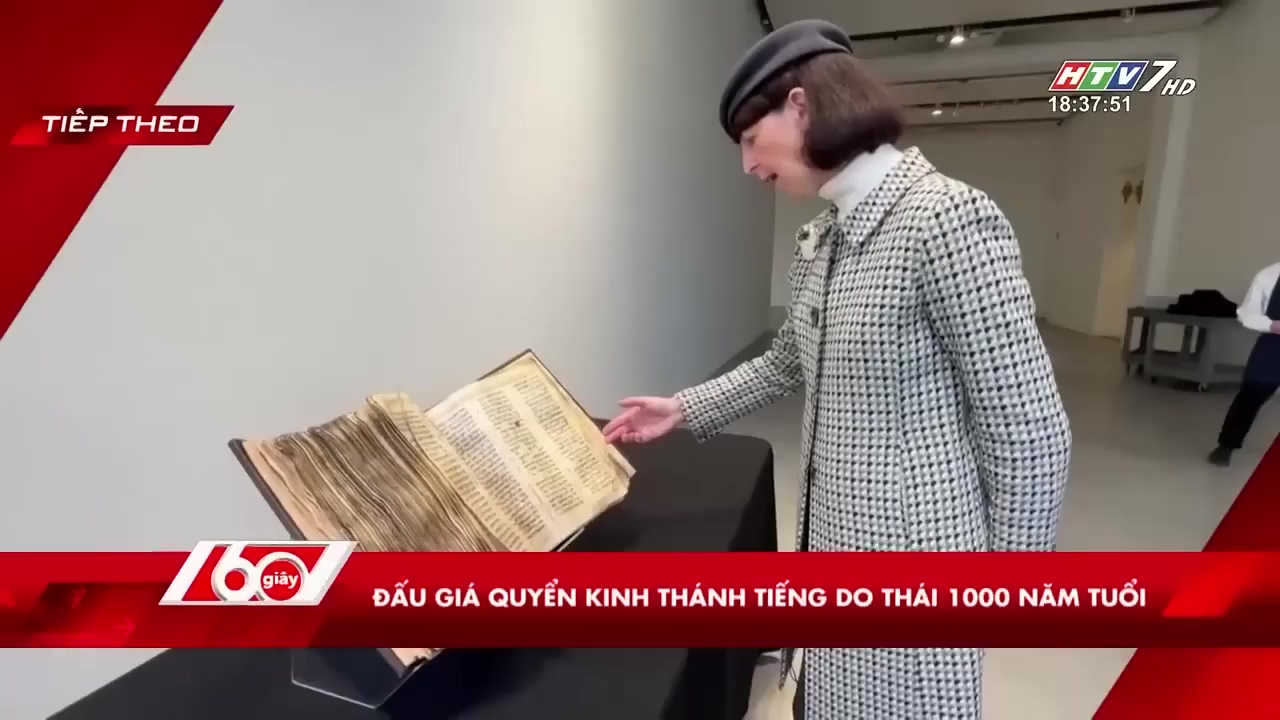 HTV7 HD
18:37:51
TIẾP THEO
60 giây
ĐẤU GIÁ QUYỂN KINH THÁNH TIẾNG DO THÁI 1000 NĂM TUỔI